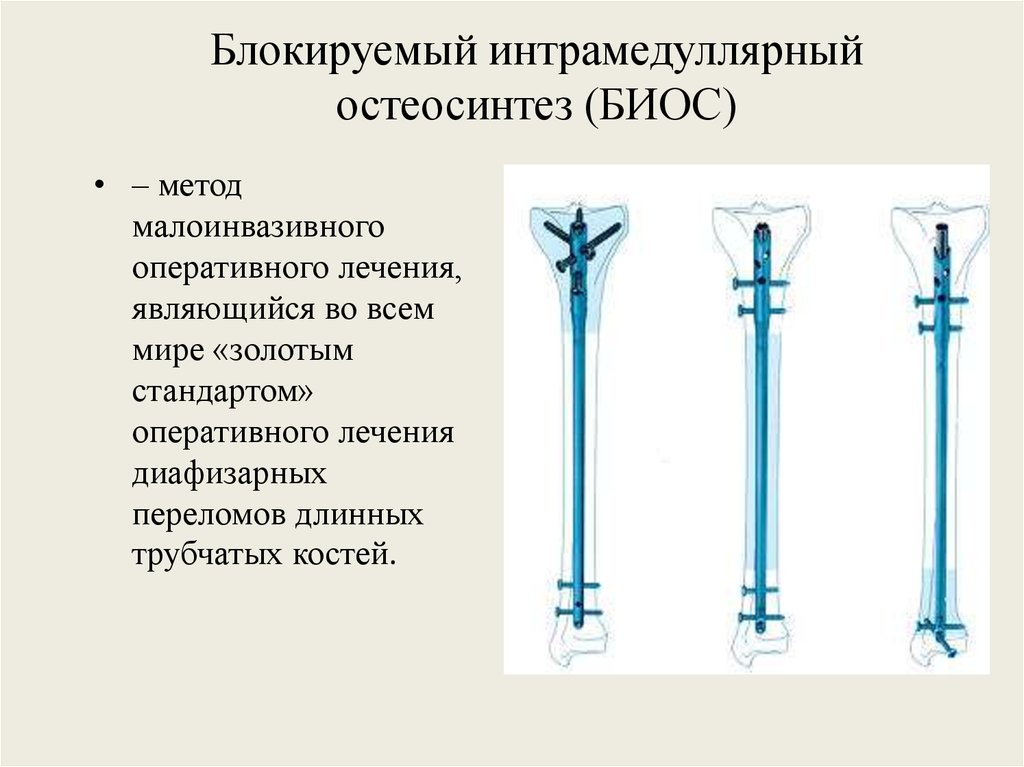 Блокируемый интрамедуллярный
остеосинтез (БИОС)
• – метод
малоинвазивного
оперативного лечения,
являющийся во всем
мире «золотым
стандартом»
оперативного лечения
диафизарных
переломов длинных
трубчатых костей.